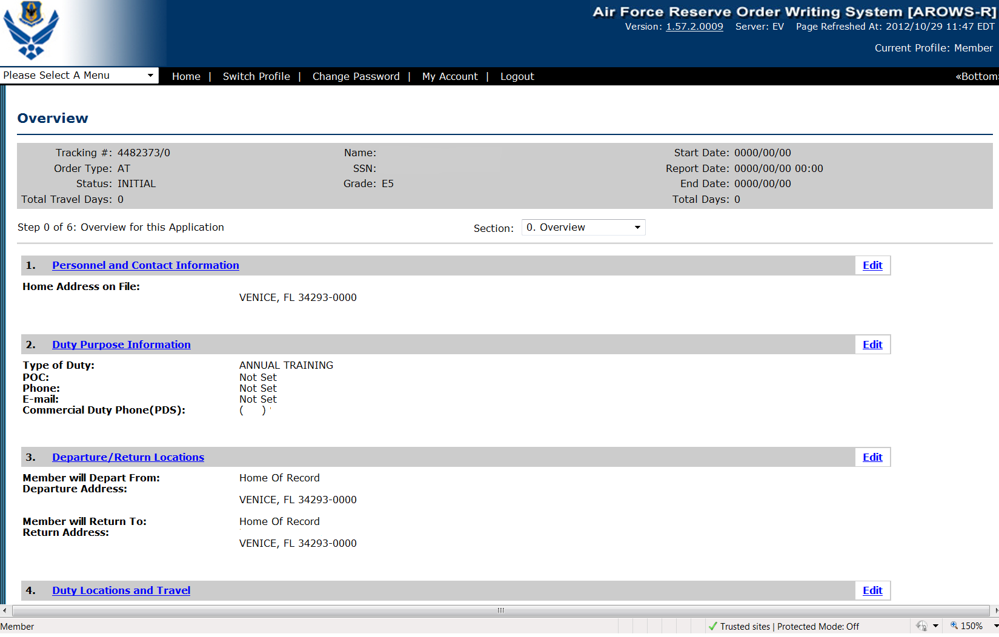 Air Force Reserve Order Writing System [AROWS-R]
Version: 1.57.2.0009 Server: EV Page Refreshed At: 2012/10/29 11:47 EDT
Current Profile: Member
Please Select A Menu Home | Switch Profile | Change Password | My Account | Logout «Bottom
Overview
Tracking #: 4482373/0 Name: Start Date: 0000/00/00
Order Type: AT SSN: Report Date: 0000/00/00 00:00
Status: INITIAL Grade: E5 End Date: 0000/00/00
Total Travel Days: 0 Total Days: 0
Step 0 of 6: Overview for this Application Section: 0. Overview
1. Personnel and Contact Information Edit
Home Address on File:
VENICE, FL 34293-0000
2. Duty Purpose Information Edit
Type of Duty: ANNUAL TRAINING
POC: Not Set
Phone: Not Set
E-mail: Not Set
Commercial Duty Phone(PDS): ( )
3. Departure/Return Locations Edit
Member will Depart From: Home Of Record
Departure Address:
VENICE, FL 34293-0000
Member will Return To: Home Of Record
Return Address:
VENICE, FL 34293-0000
4. Duty Locations and Travel Edit
Member Trusted sites | Protected Mode: Off 150%